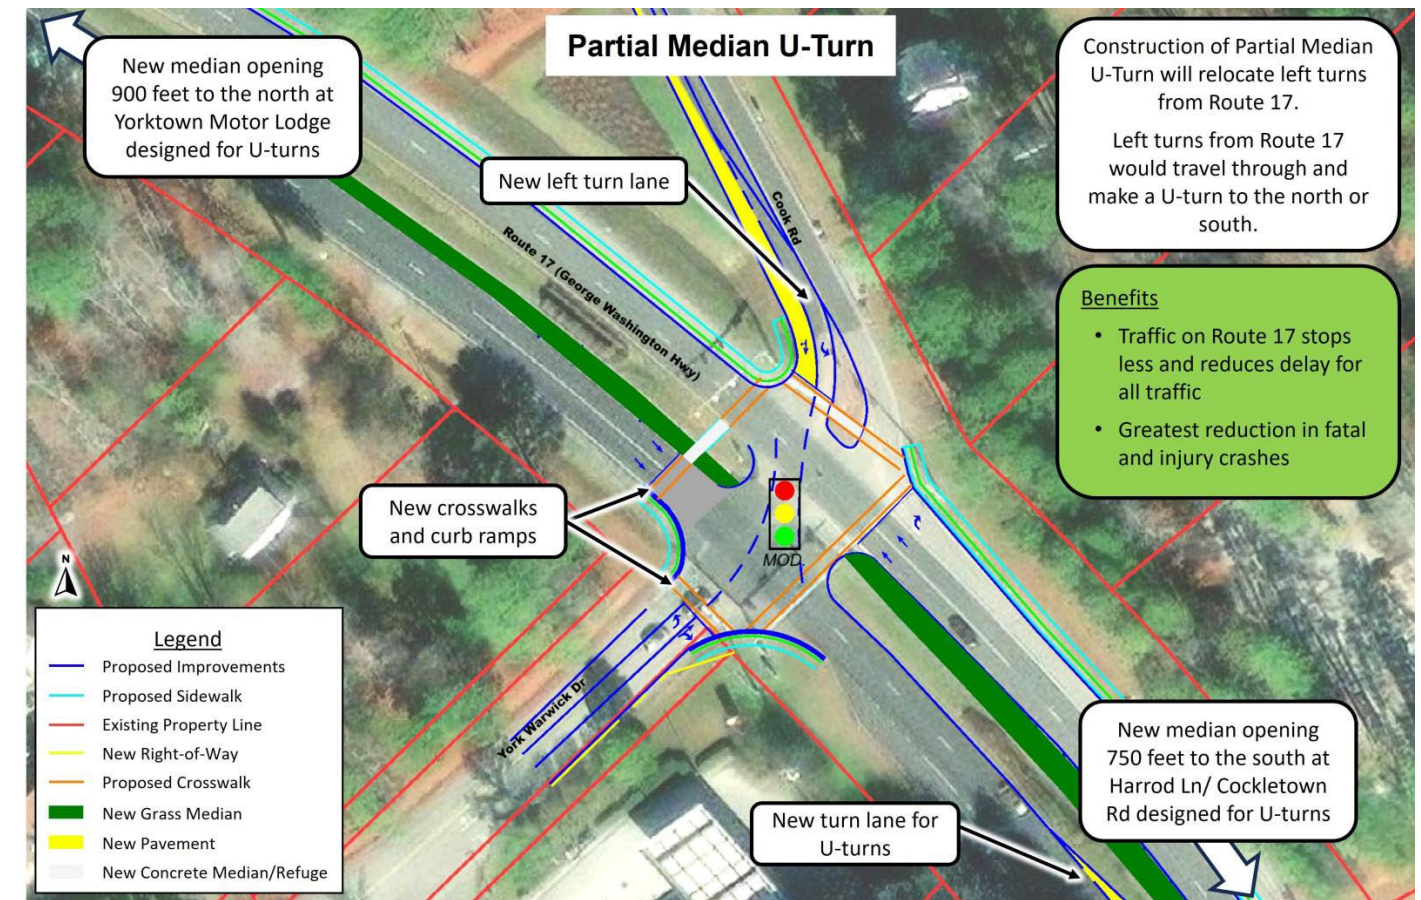 Partial Median U-Turn
New median opening
900 feet to the north at
Yorktown Motor Lodge
designed for U-turns
New left turn lane
Cook Rd
Route 17 (George Washington Hwy)
Construction of Partial Median
U-Turn will relocate left turns
from Route 17.
Left turns from Route 17
would travel through and
make a U-turn to the north or
south.
Benefits
• Traffic on Route 17 stops
less and reduces delay for
all traffic
• Greatest reduction in fatal
and injury crashes
New crosswalks
and curb ramps
MOD.
N
York Warwick Dr
Legend
Proposed Improvements
Proposed Sidewalk
Existing Property Line
New Right-of-Way
Proposed Crosswalk
New Grass Median
New Pavement
New Concrete Median/Refuge
New turn lane for
U-turns
New median opening
750 feet to the south at
Harrod Ln/ Cockletown
Rd designed for U-turns